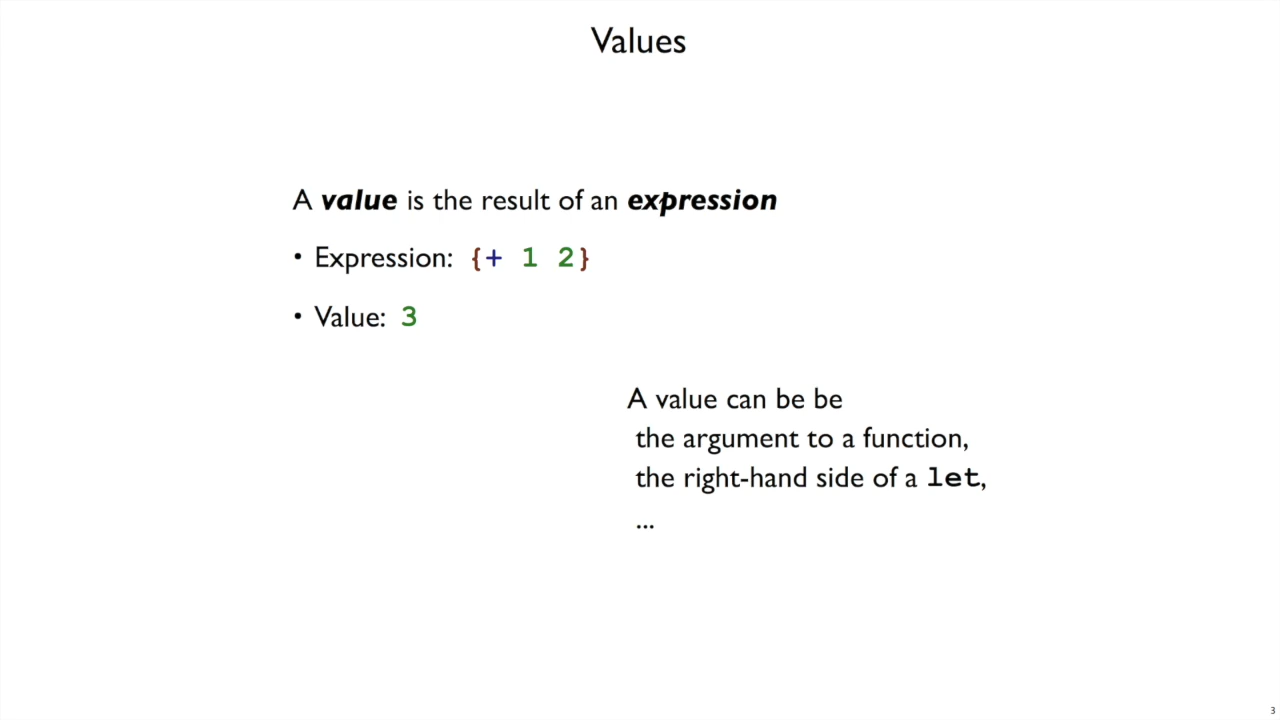 Values
A value is the result of an expression
• Expression: {+ 1 2}
• Value: 3
A value can be be
the argument to a function,
the right-hand side of a let,
...
3